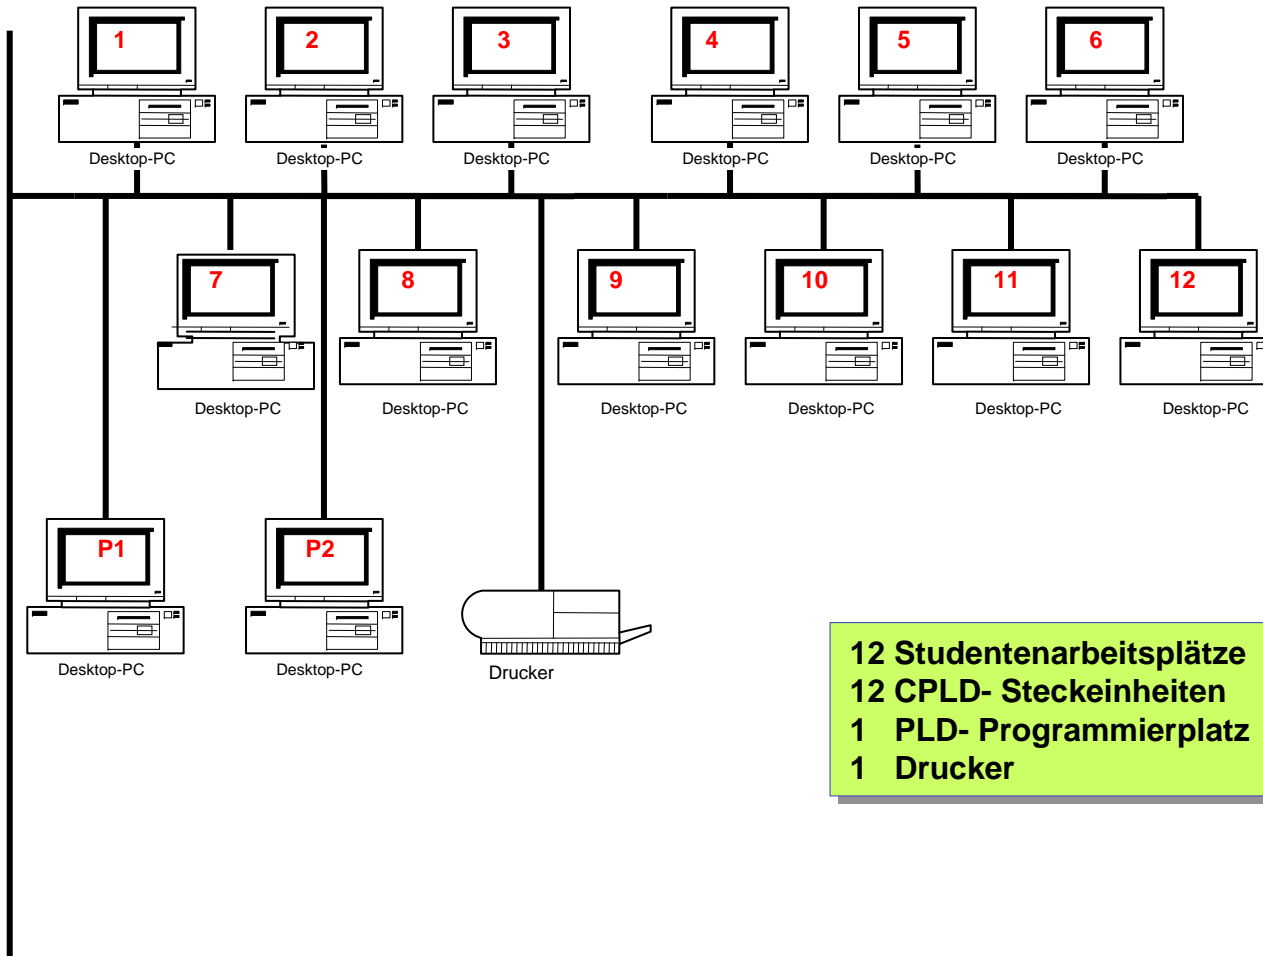 1 2 3 4 5 6
Desktop-PC Desktop-PC Desktop-PC Desktop-PC Desktop-PC Desktop-PC
7 8 9 10 11 12
Desktop-PC Desktop-PC Desktop-PC Desktop-PC Desktop-PC Desktop-PC
P1 P2
Desktop-PC Desktop-PC Drucker
12 Studentenarbeitsplätze
12 CPLD- Steckeinheiten
1 PLD- Programmierplatz
1 Drucker